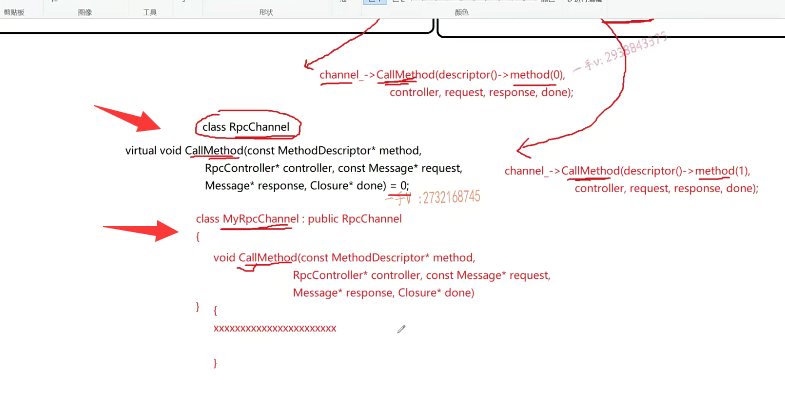 剪贴板
图像
工具
形状
颜色
一手v: 2938843375
channel_->CallMethod(descriptor()->method(0),
controller, request, response, done);
class RpcChannel
virtual void CallMethod(const MethodDescriptor* method,
RpcController* controller, const Message* request,
Message* response, Closure* done) = 0;
channel_->CallMethod(descriptor()->method(1),
controller, request, response, done);
一手V :2732168745
class MyRpcChannel : public RpcChannel
{
void CallMethod(const MethodDescriptor* method,
RpcController* controller, const Message* request,
Message* response, Closure* done)
}
{
xxxxxxxxxxxxxxxxxxxxxxx
}